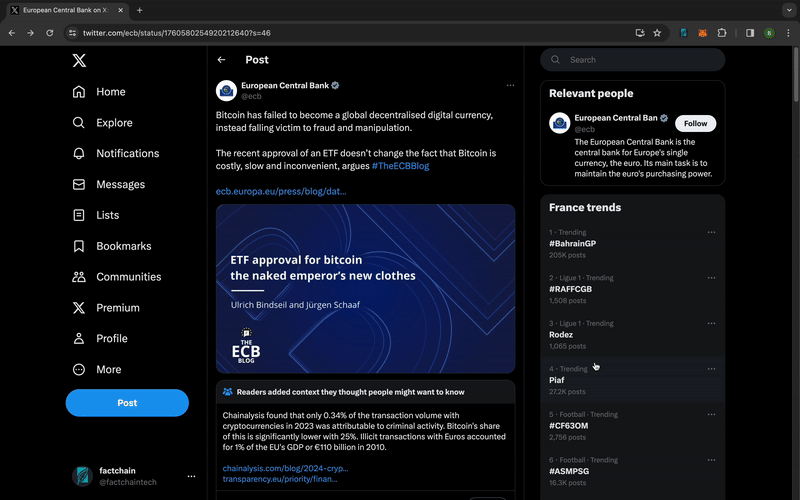 European Central Bank on X:
twitter.com/ecb/status/1760580254920212640?s=46
Home
Explore
Notifications
Messages
Lists
Bookmarks
Communities
Premium
Profile
More
Post
factchain
@factchaintech
Post
European Central Bank
@ecb
Bitcoin has failed to become a global decentralised digital currency,
instead falling victim to fraud and manipulation.
The recent approval of an ETF doesn't change the fact that Bitcoin is
costly, slow and inconvenient, argues #TheECBBlog
ecb.europa.eu/press/blog/dat...
ETF approval for bitcoin
the naked emperor's new clothes
Ulrich Bindseil and Jürgen Schaaf
THE
ECB
BLOG
Readers added context they thought people might want to know
Chainalysis found that only 0.34% of the transaction volume with
cryptocurrencies in 2023 was attributable to criminal activity. Bitcoin's share
of this is significantly lower with 25%. Illicit transactions with Euros accounted
for 1% of the EU's GDP or €110 billion in 2010.
chainalysis.com/blog/2024-cryp...
transparency.eu/priority/finan...
Search
Relevant people
European Central Ban
@ecb
Follow
The European Central Bank is the
central bank for Europe's single
currency, the euro. Its main task is to
maintain the euro's purchasing power.
France trends
1 · Trending
#BahrainGP
205K posts
2 · Ligue 1 · Trending
#RAFFCGB
1,508 posts
3 · Ligue 1 · Trending
Rodez
1,065 posts
4 · Trending
Piaf
27.2K posts
5 · Football · Trending
#CF63OM
2,756 posts
6 · Football · Trending
#ASMPSG
16.3K posts